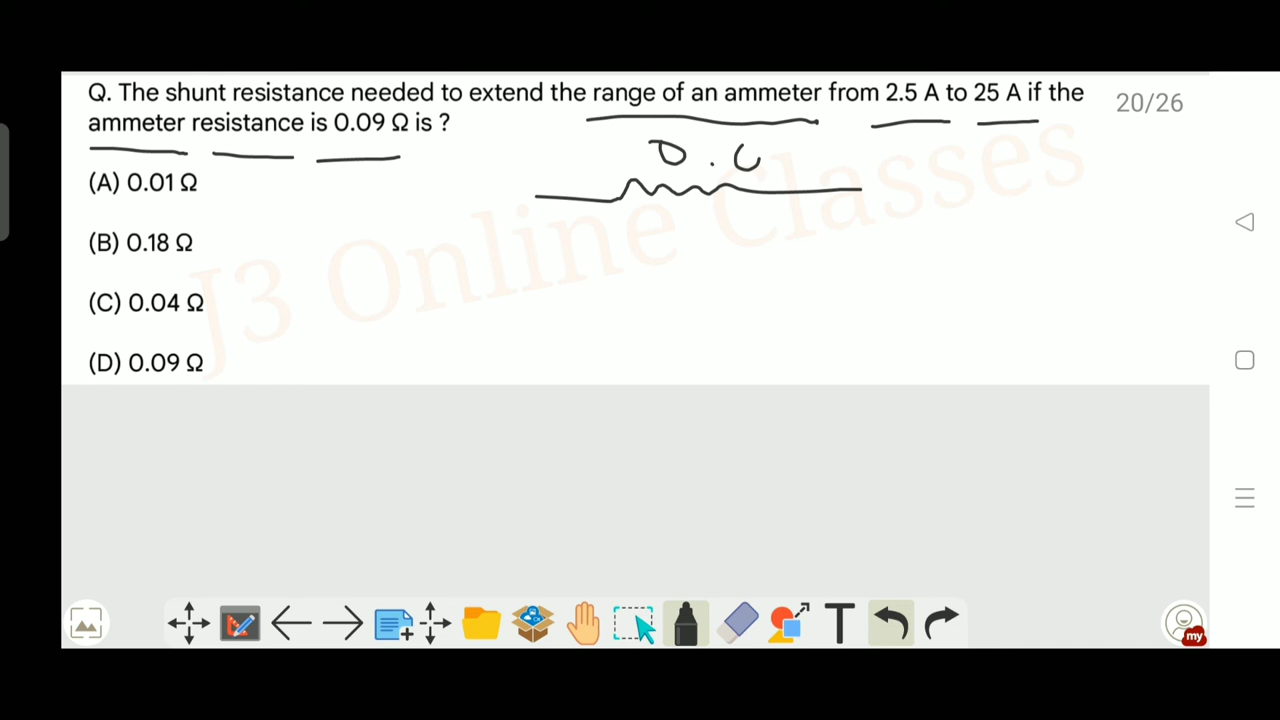 Q. The shunt resistance needed to extend the range of an ammeter from 2.5 A to 25 A if the
ammeter resistance is 0.09 Ω is ?
20/26
D.C
(A) 0.01 Ω
(B) 0.18 Ω
(C) 0.04 Ω
(D) 0.09 Ω
J3 Online Classes
T
my